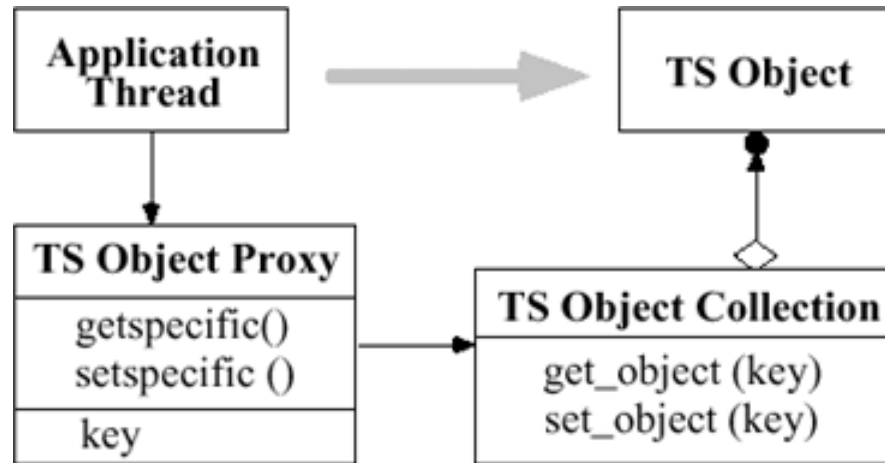 Application
Thread
TS Object
TS Object Proxy
getspecific()
setspecific ()
key
TS Object Collection
get_object (key)
set_object (key)